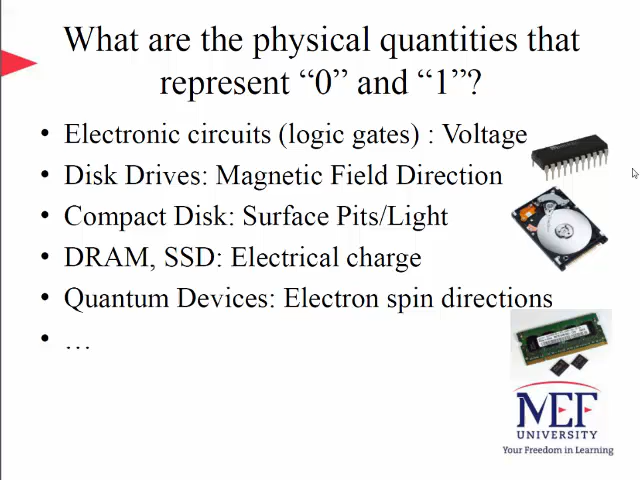 What are the physical quantities that
represent “0” and “1”?
• Electronic circuits (logic gates) : Voltage
• Disk Drives: Magnetic Field Direction
• Compact Disk: Surface Pits/Light
• DRAM, SSD: Electrical charge
• Quantum Devices: Electron spin directions
• …
MEF
UNIVERSITY
Your Freedom in Learning